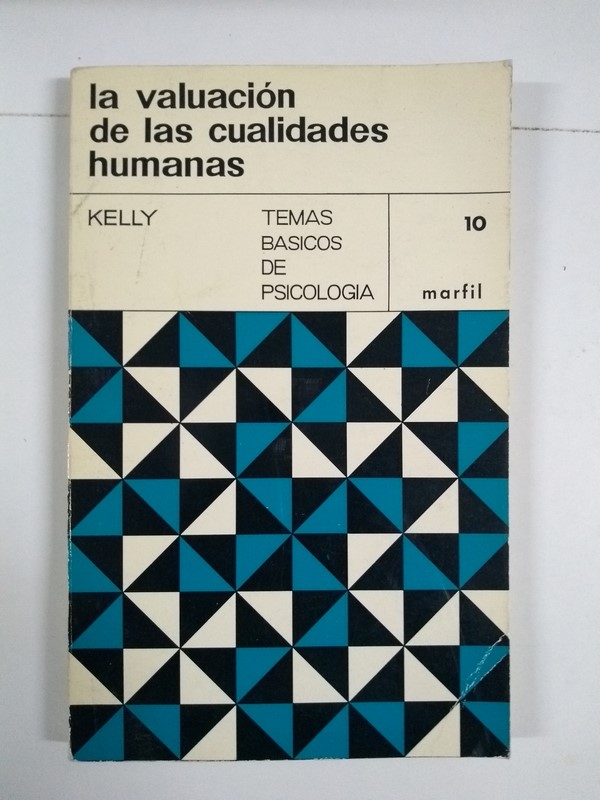 la valuación
de las cualidades
humanas
KELLY
TEMAS
BASICOS
DE
PSICOLOGIA
10
marfil